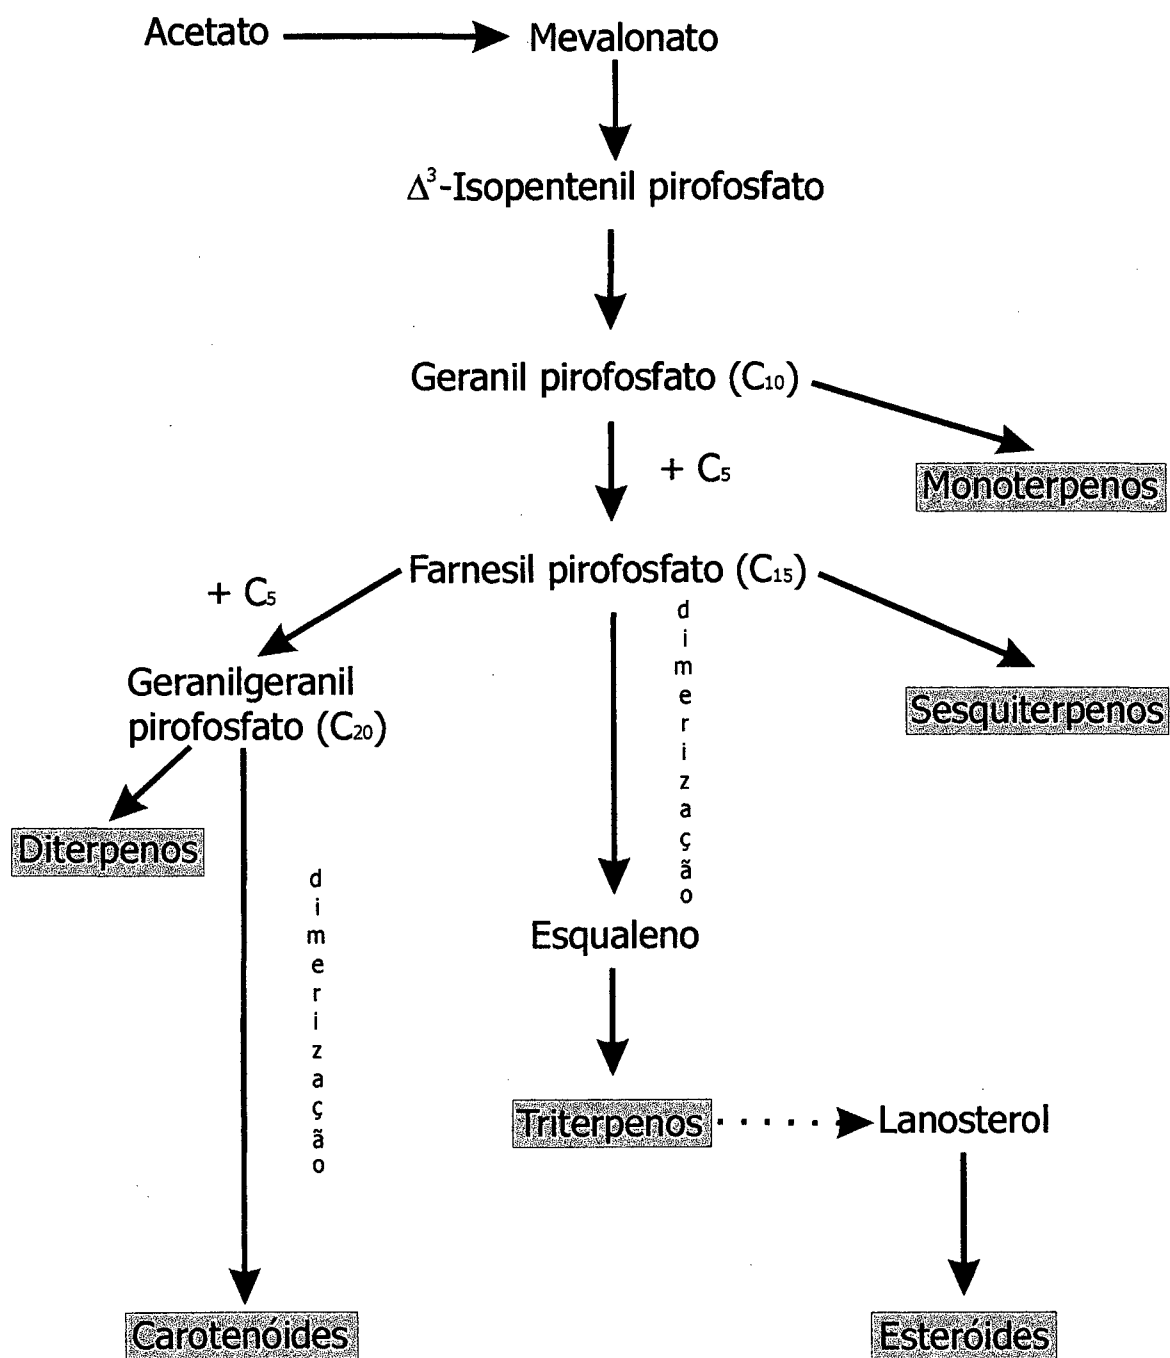 Acetato
Mevalonato
Δ³-Isopentenil pirofosfato
Geranil pirofosfato (C₁₀)
+ C₅
Monoterpenos
Farnesil pirofosfato (C₁₅)
+ C₅
dimerização
Geranilgeranil
pirofosfato (C₂₀)
Sesquiterpenos
Diterpenos
dimerização
Esqualeno
Triterpenos
Lanosterol
Carotenóides
Esteróides